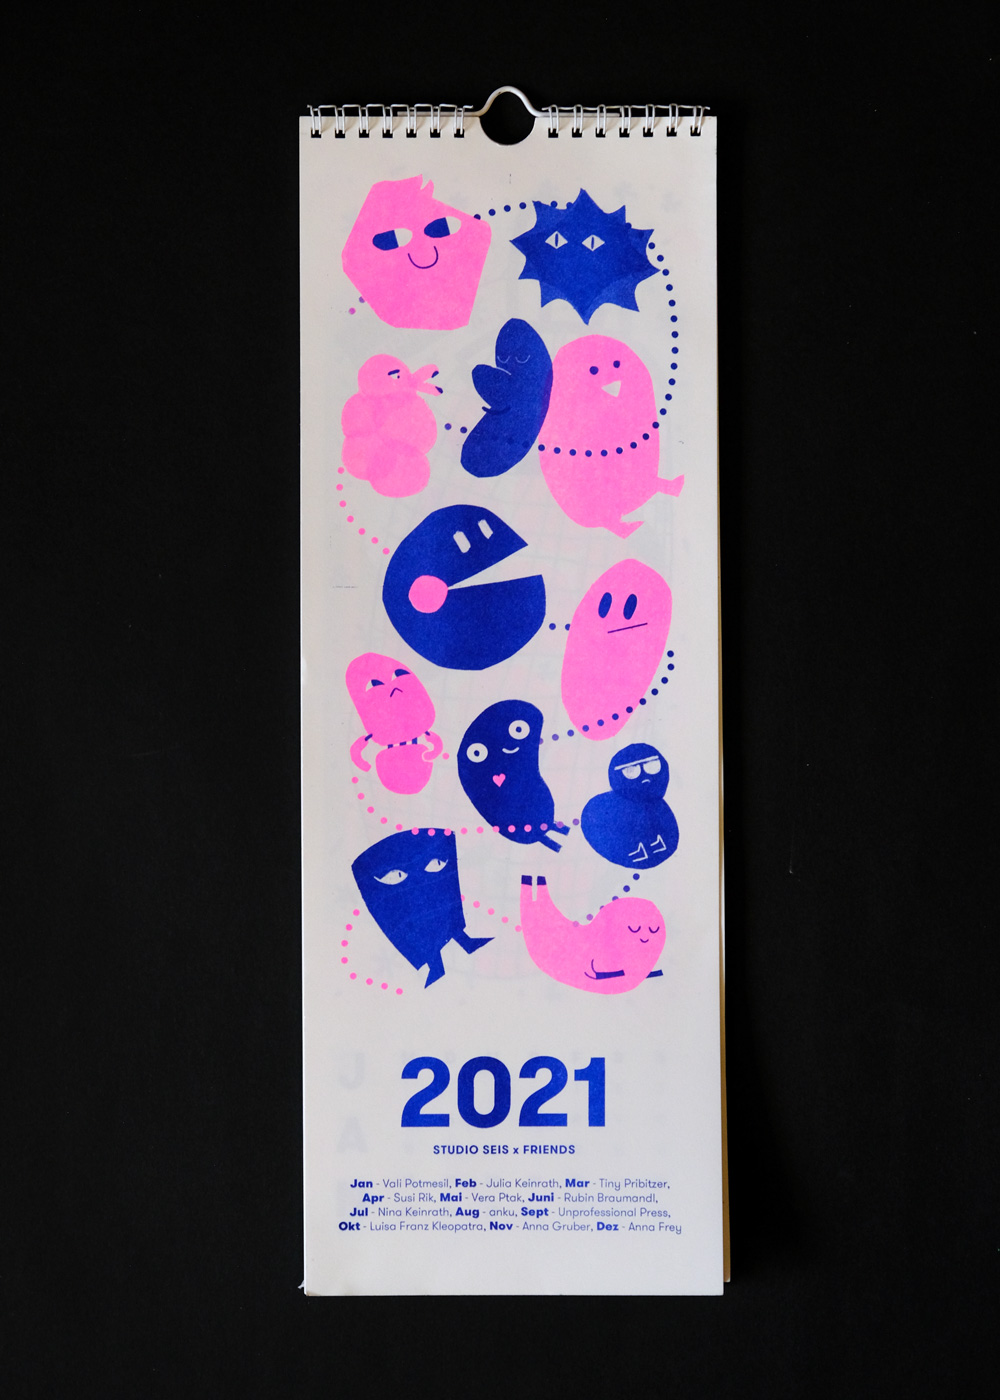 2021
STUDIO SEIS x FRIENDS
Jan - Vali Potmesil, Feb - Julia Keinrath, Mar - Tiny Pribitzer,
Apr - Susi Rik, Mai - Vera Ptak, Juni - Rubin Braumandl,
Jul - Nina Keinrath, Aug - anku, Sept - Unprofessional Press,
Okt - Luisa Franz Kleopatra, Nov - Anna Gruber, Dez - Anna Frey